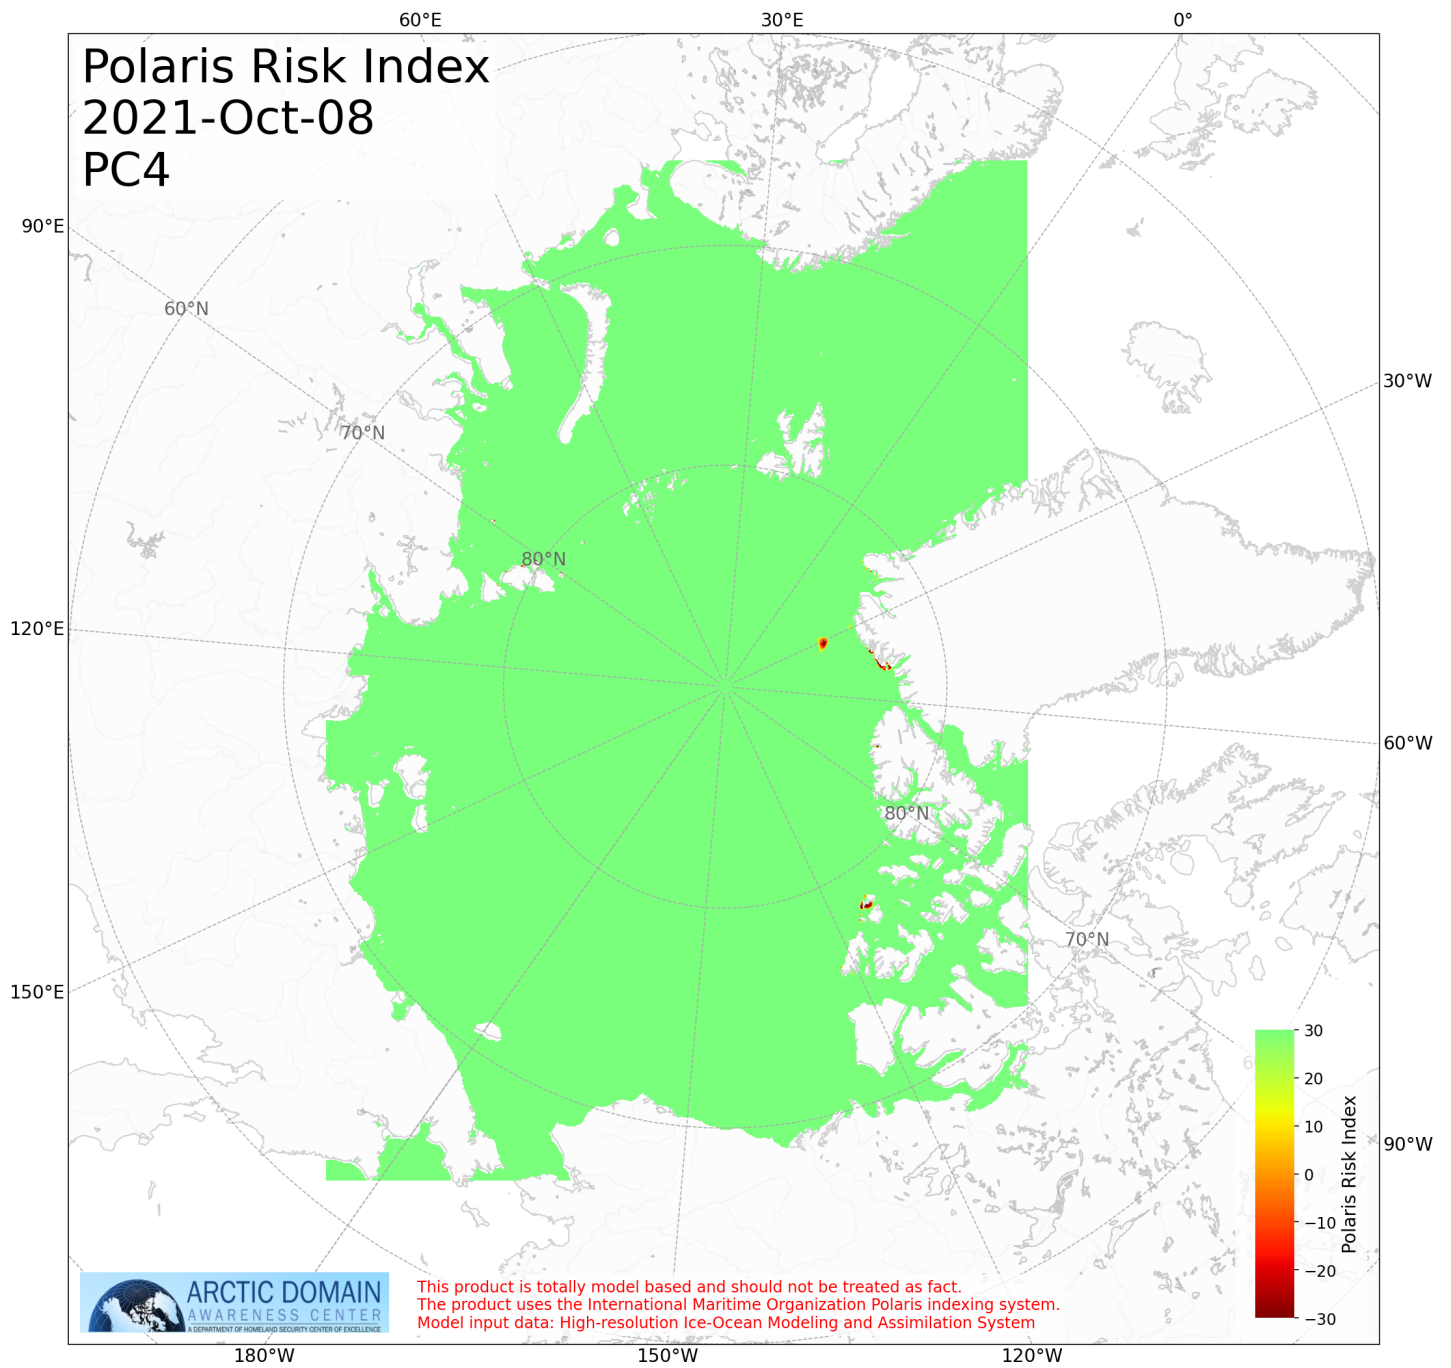 60°E 30°E 0°
Polaris Risk Index
2021-Oct-08
PC4
90°E
60°N
30°W
70°N
80°N
120°E
60°W
80°N
70°N
150°E
30
20
10
0
−10
−20
−30
Polaris Risk Index
90°W
ARCTIC DOMAIN
AWARENESS CENTER
A DEPARTMENT OF HOMELAND SECURITY CENTER OF EXCELLENCE
This product is totally model based and should not be treated as fact.
The product uses the International Maritime Organization Polaris indexing system.
Model input data: High-resolution Ice-Ocean Modeling and Assimilation System
180°W 150°W 120°W